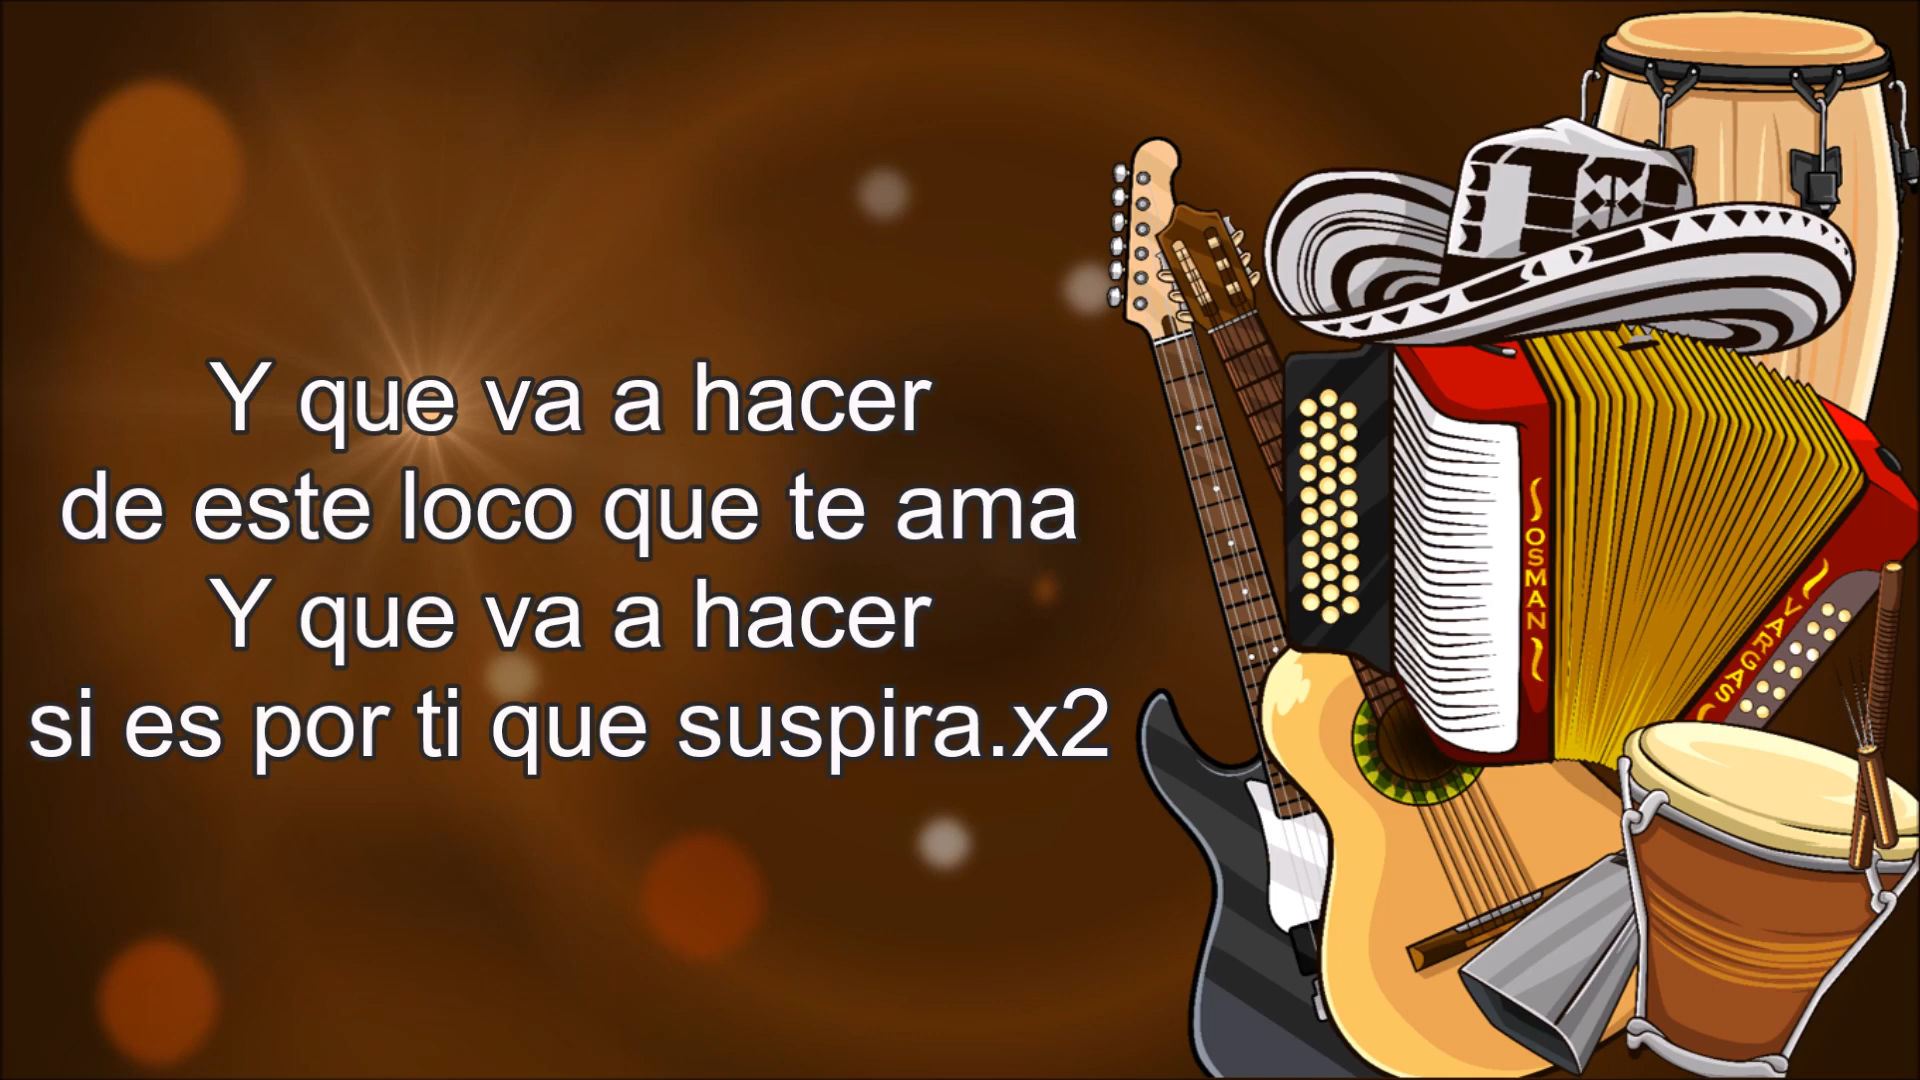 Y que va a hacer
de este loco que te ama
Y que va a hacer
si es por ti que suspira.x2
OSMAN
VARGAS